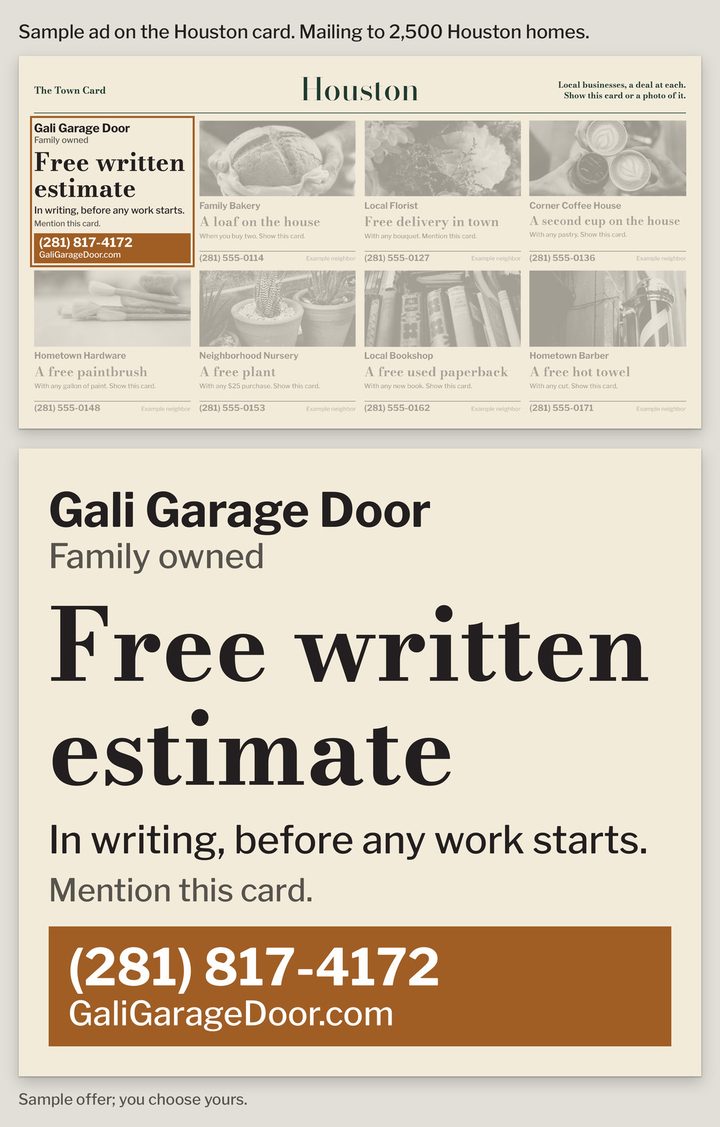 Sample ad on the Houston card. Mailing to 2,500 Houston homes.
The Town Card
Houston
Local businesses, a deal at each.
Show this card or a photo of it.
Gali Garage Door
Family owned
Free written
estimate
In writing, before any work starts.
Mention this card.
(281) 817-4172
GaliGarageDoor.com
Family Bakery
A loaf on the house
When you buy two. Show this card.
(281) 555-0114
Example neighbor
Local Florist
Free delivery in town
With any bouquet. Mention this card.
(281) 555-0127
Example neighbor
Corner Coffee House
A second cup on the house
With any pastry. Show this card.
(281) 555-0136
Example neighbor
Hometown Hardware
A free paintbrush
With any gallon of paint. Show this card.
(281) 555-0148
Example neighbor
Neighborhood Nursery
A free plant
With any $25 purchase. Show this card.
(281) 555-0153
Example neighbor
Local Bookshop
A free used paperback
With any new book. Show this card.
(281) 555-0162
Example neighbor
Hometown Barber
A free hot towel
With any cut. Show this card.
(281) 555-0171
Example neighbor
Gali Garage Door
Family owned
Free written
estimate
In writing, before any work starts.
Mention this card.
(281) 817-4172
GaliGarageDoor.com
Sample offer; you choose yours.